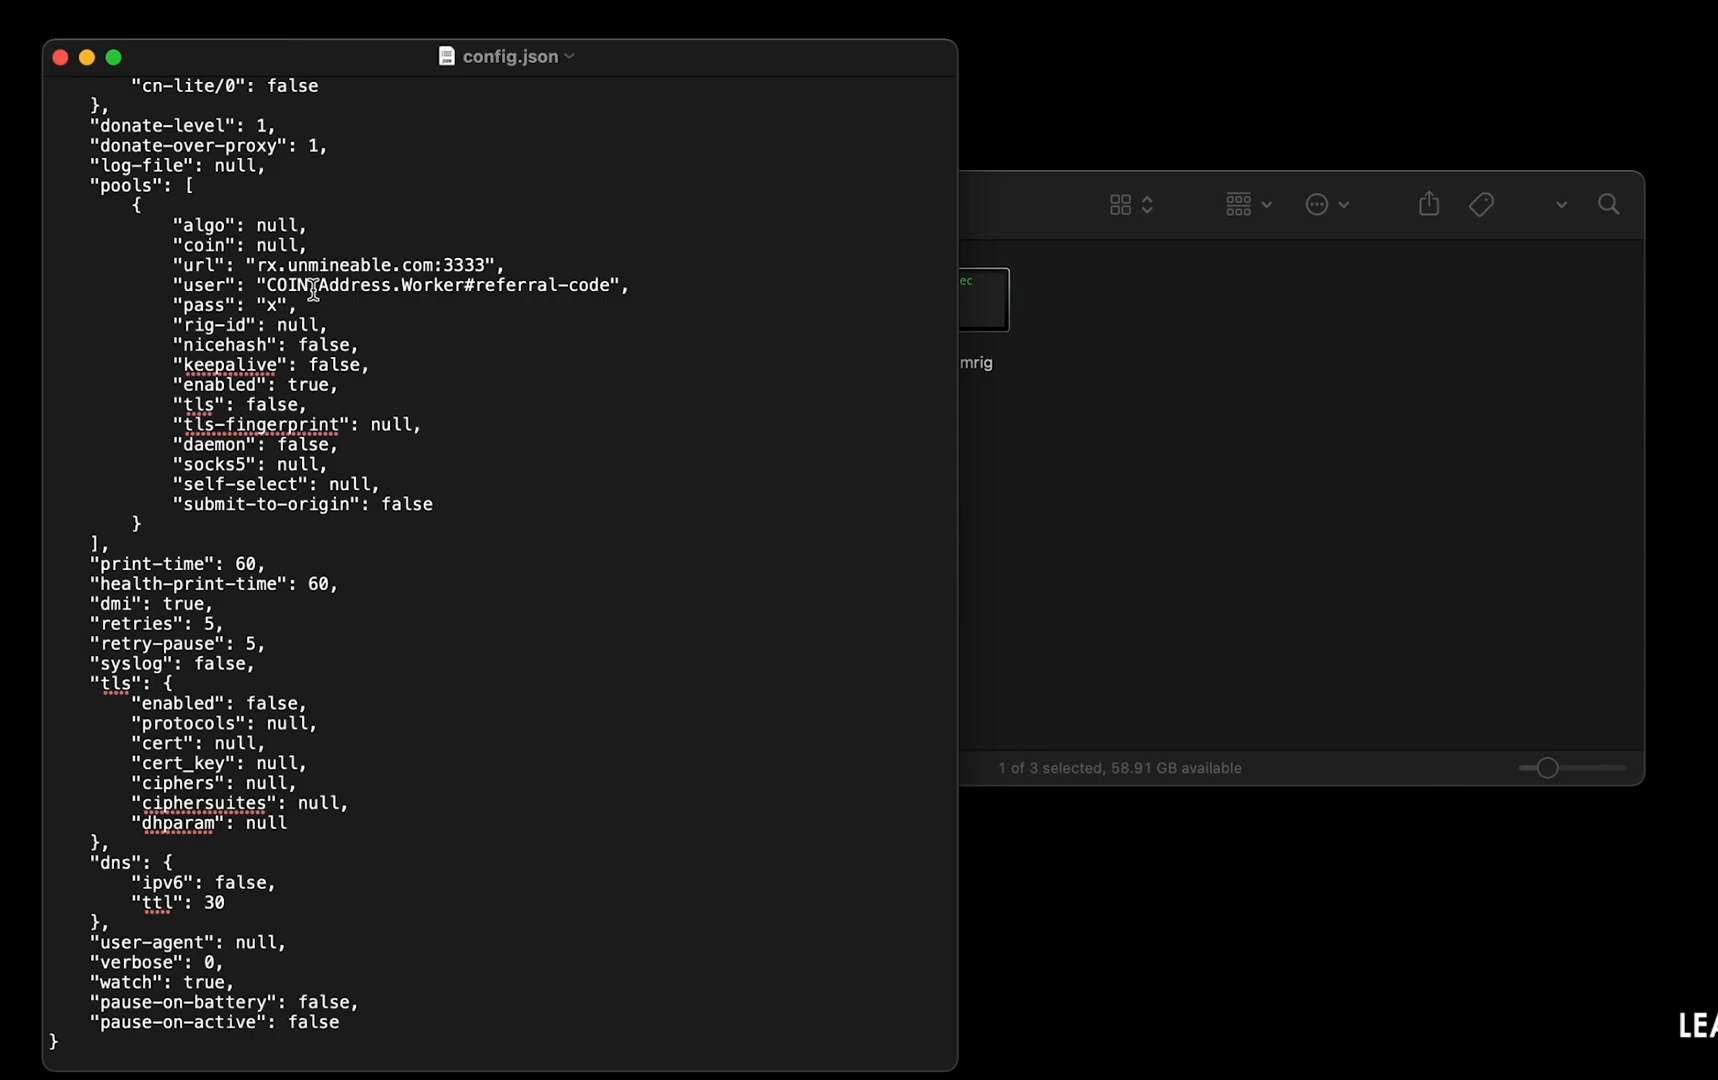 config.json
"cn-lite/0": false
},
"donate-level": 1,
"donate-over-proxy": 1,
"log-file": null,
"pools": [
{
"algo": null,
"coin": null,
"url": "rx.unmineable.com:3333",
"user": "COIN:Address.Worker#referral-code",
"pass": "x",
"rig-id": null,
"nicehash": false,
"keepalive": false,
"enabled": true,
"tls": false,
"tls-fingerprint": null,
"daemon": false,
"socks5": null,
"self-select": null,
"submit-to-origin": false
}
],
"print-time": 60,
"health-print-time": 60,
"dmi": true,
"retries": 5,
"retry-pause": 5,
"syslog": false,
"tls": {
"enabled": false,
"protocols": null,
"cert": null,
"cert_key": null,
"ciphers": null,
"ciphersuites": null,
"dhparam": null
},
"dns": {
"ipv6": false,
"ttl": 30
},
"user-agent": null,
"verbose": 0,
"watch": true,
"pause-on-battery": false,
"pause-on-active": false
}
ec
mrig
1 of 3 selected, 58.91 GB available
LEA